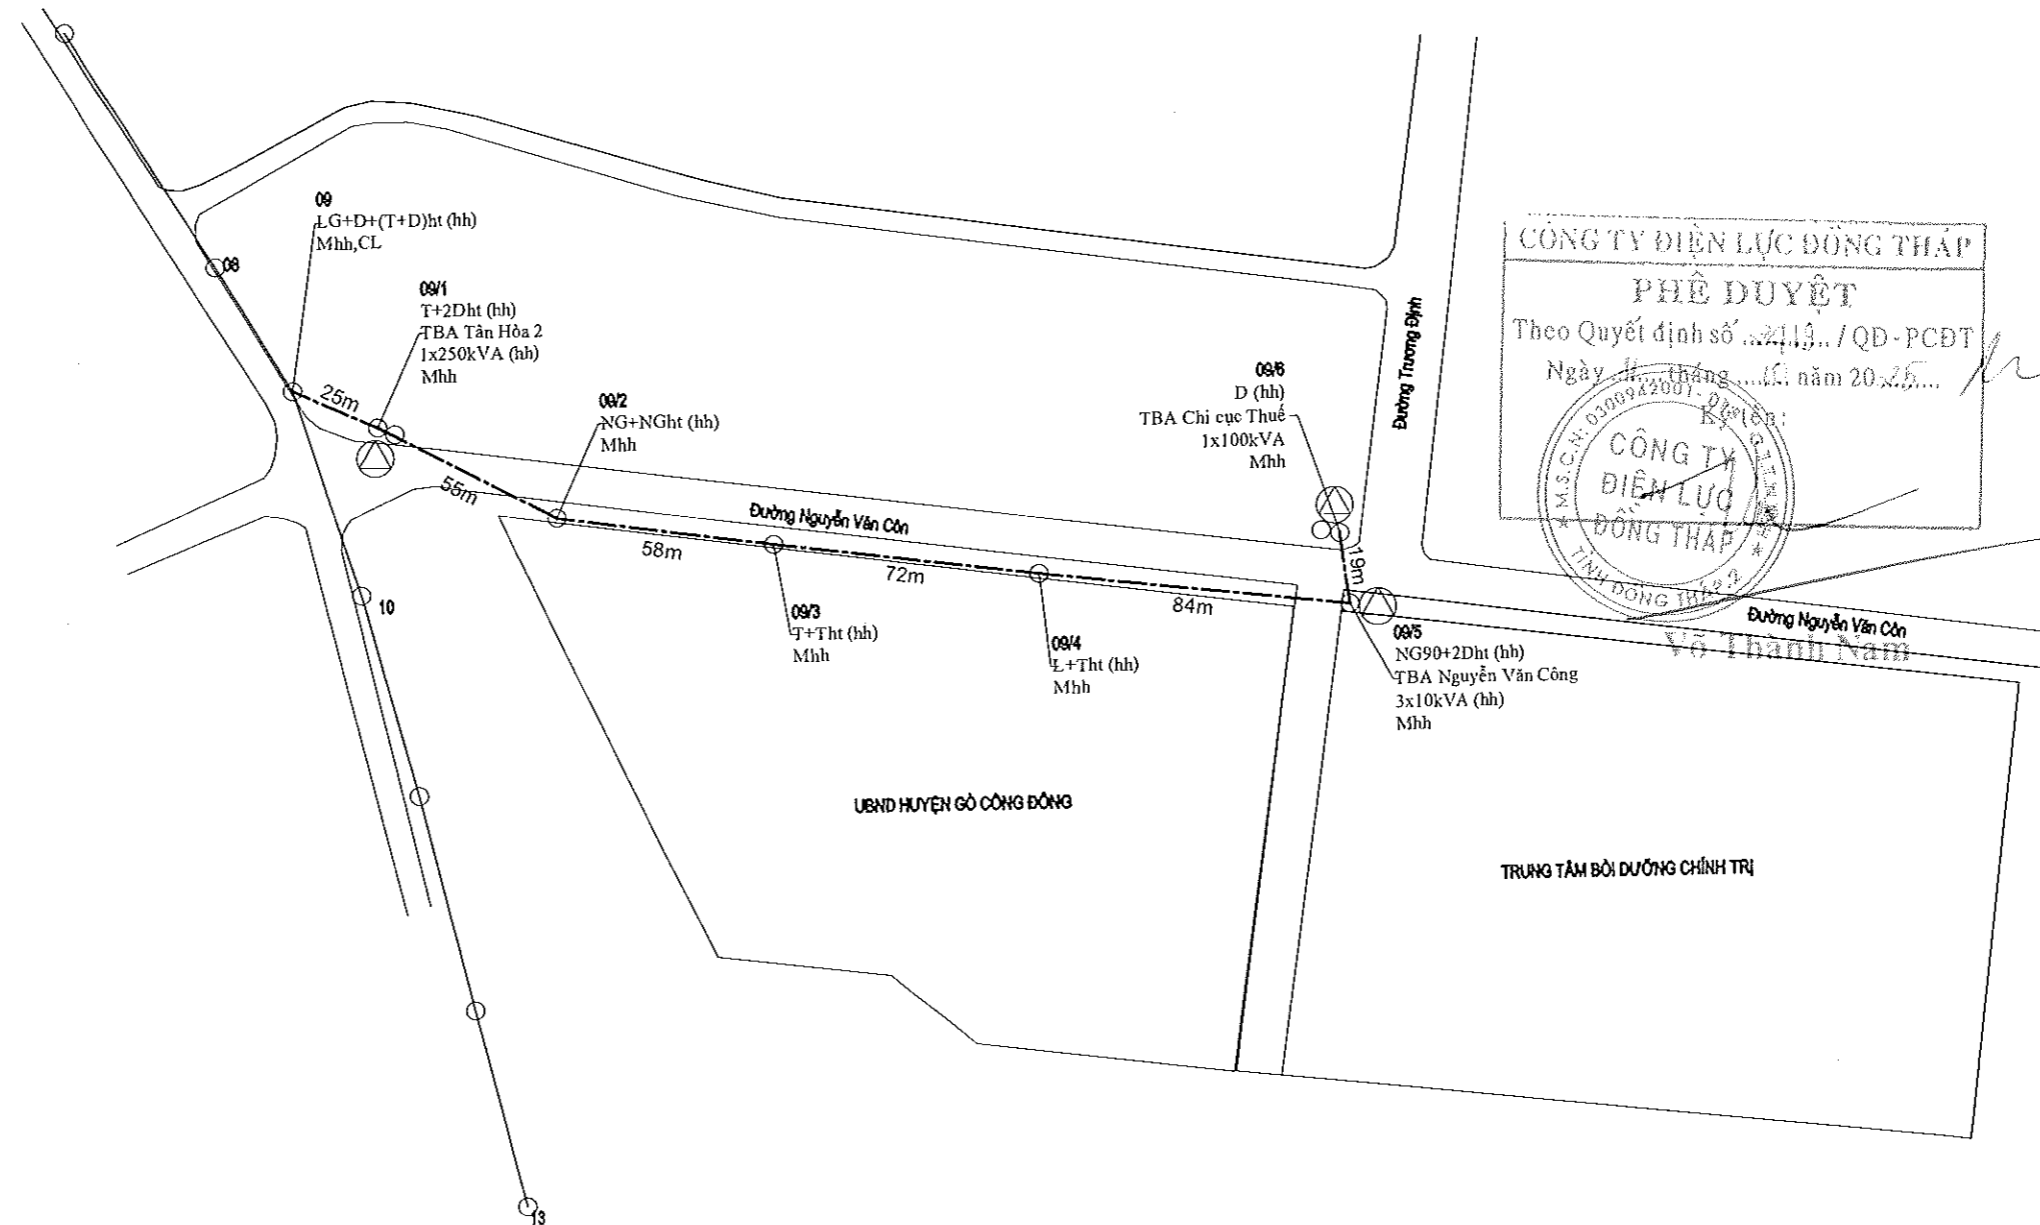 09
LG+D+(T+D)ht (hh)
Mhh,CL
08
09/1
T+2Dht (hh)
TBA Tân Hòa 2
1x250kVA (hh)
Mhh
25m
55m
09/2
NG+NGht (hh)
Mhh
Đường Nguyễn Văn Côn
58m
72m
84m
19m
09/3
T+Tht (hh)
Mhh
09/4
L+Tht (hh)
Mhh
09/6
D (hh)
TBA Chi cục Thuế
1x100kVA
Mhh
Đường Trương Định
09/5
NG90+2Dht (hh)
TBA Nguyễn Văn Công
3x10kVA (hh)
Mhh
Đường Nguyễn Văn Côn
10
13
UBND HUYỆN GÒ CÔNG ĐÔNG
TRUNG TÂM BỒI DƯỠNG CHÍNH TRỊ
CÔNG TY ĐIỆN LỰC ĐỒNG THÁP
PHÊ DUYỆT
Theo Quyết định số / QĐ-PCĐT
Ngày tháng năm 2025
Ký tên:
M.S.C.N: 0300942001
CÔNG TY
ĐIỆN LỰC
ĐỒNG THÁP
TỈNH ĐỒNG THÁP
Võ Thành Nam